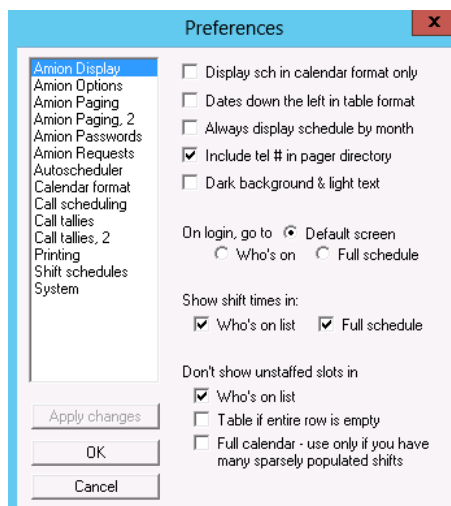 Preferences
x
Amion Display
Amion Options
Amion Paging
Amion Paging, 2
Amion Passwords
Amion Requests
Autoscheduler
Calendar format
Call scheduling
Call tallies
Call tallies, 2
Printing
Shift schedules
System
Apply changes
OK
Cancel
Display sch in calendar format only
Dates down the left in table format
Always display schedule by month
Include tel # in pager directory
Dark background & light text
On login, go to Default screen
Who's on Full schedule
Show shift times in:
Who's on list Full schedule
Don't show unstaffed slots in
Who's on list
Table if entire row is empty
Full calendar - use only if you have
many sparsely populated shifts